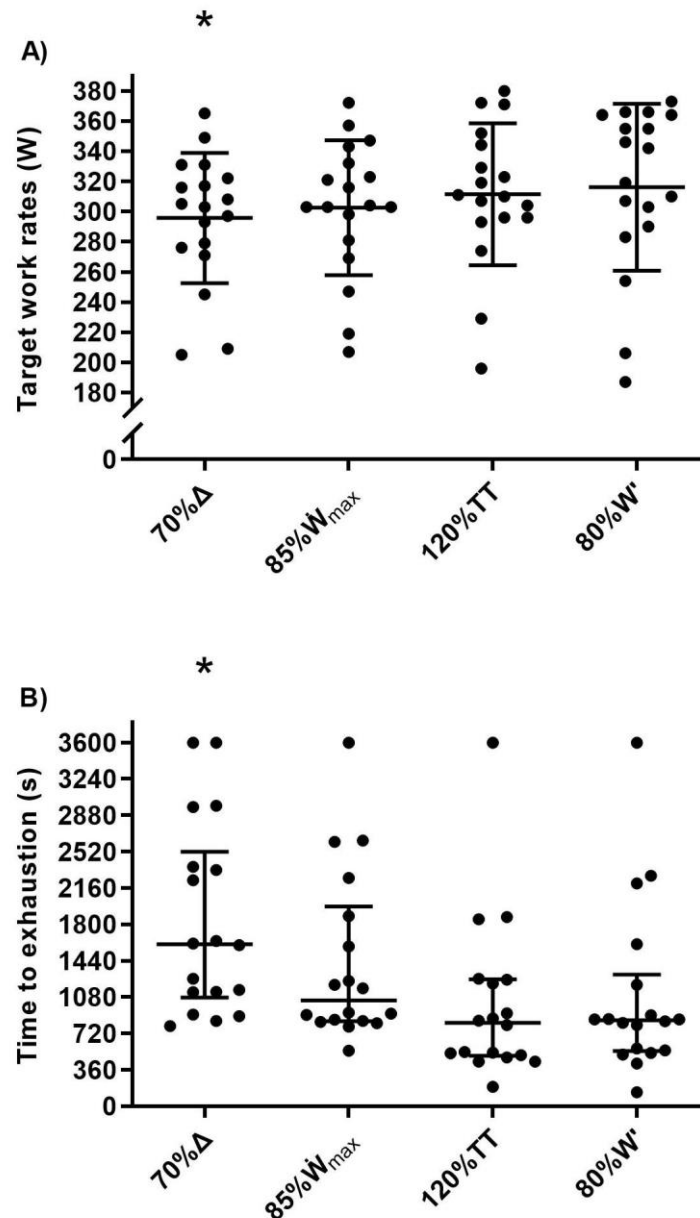 *
A)
Target work rates (W)
380
360
340
320
300
280
260
240
220
200
180
0
70%Δ
85%Ẇmax
120%TT
80%W'
*
B)
Time to exhaustion (s)
3600
3240
2880
2520
2160
1800
1440
1080
720
360
0
70%Δ
85%Ẇmax
120%TT
80%W'